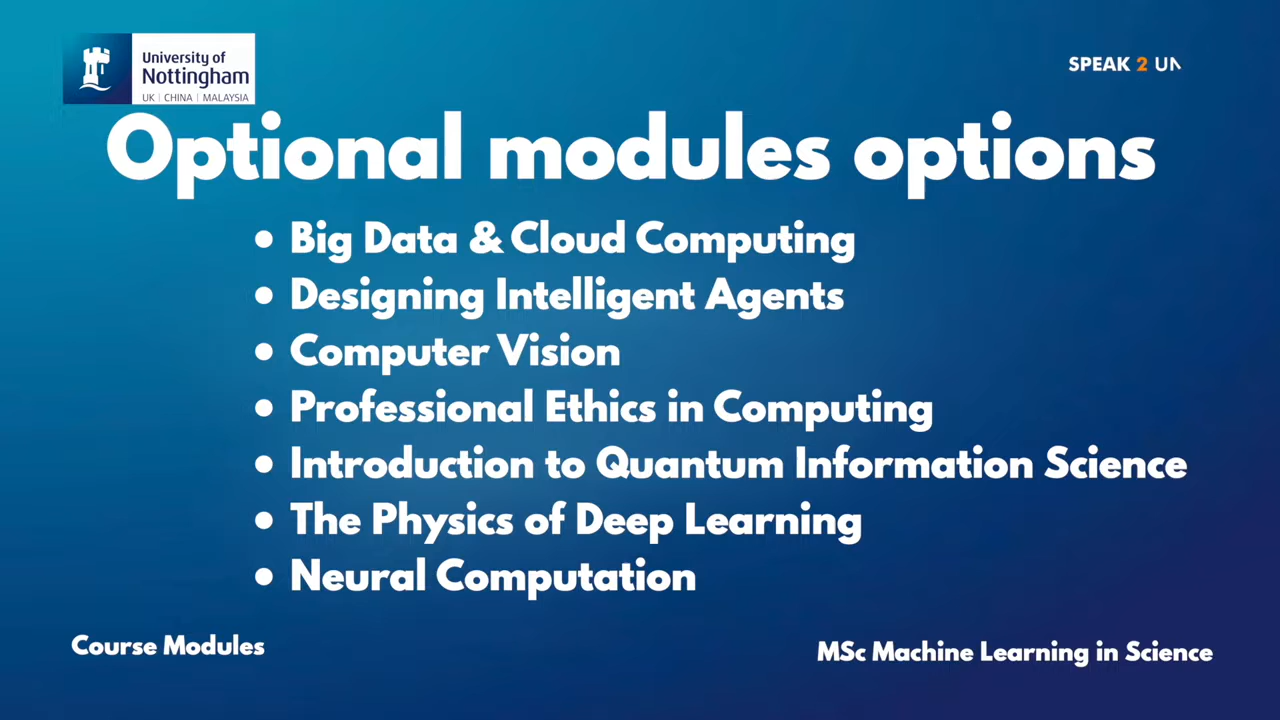 University of
Nottingham
UK | CHINA | MALAYSIA
SPEAK 2 UN
Optional modules options
• Big Data & Cloud Computing
• Designing Intelligent Agents
• Computer Vision
• Professional Ethics in Computing
• Introduction to Quantum Information Science
• The Physics of Deep Learning
• Neural Computation
Course Modules
MSc Machine Learning in Science